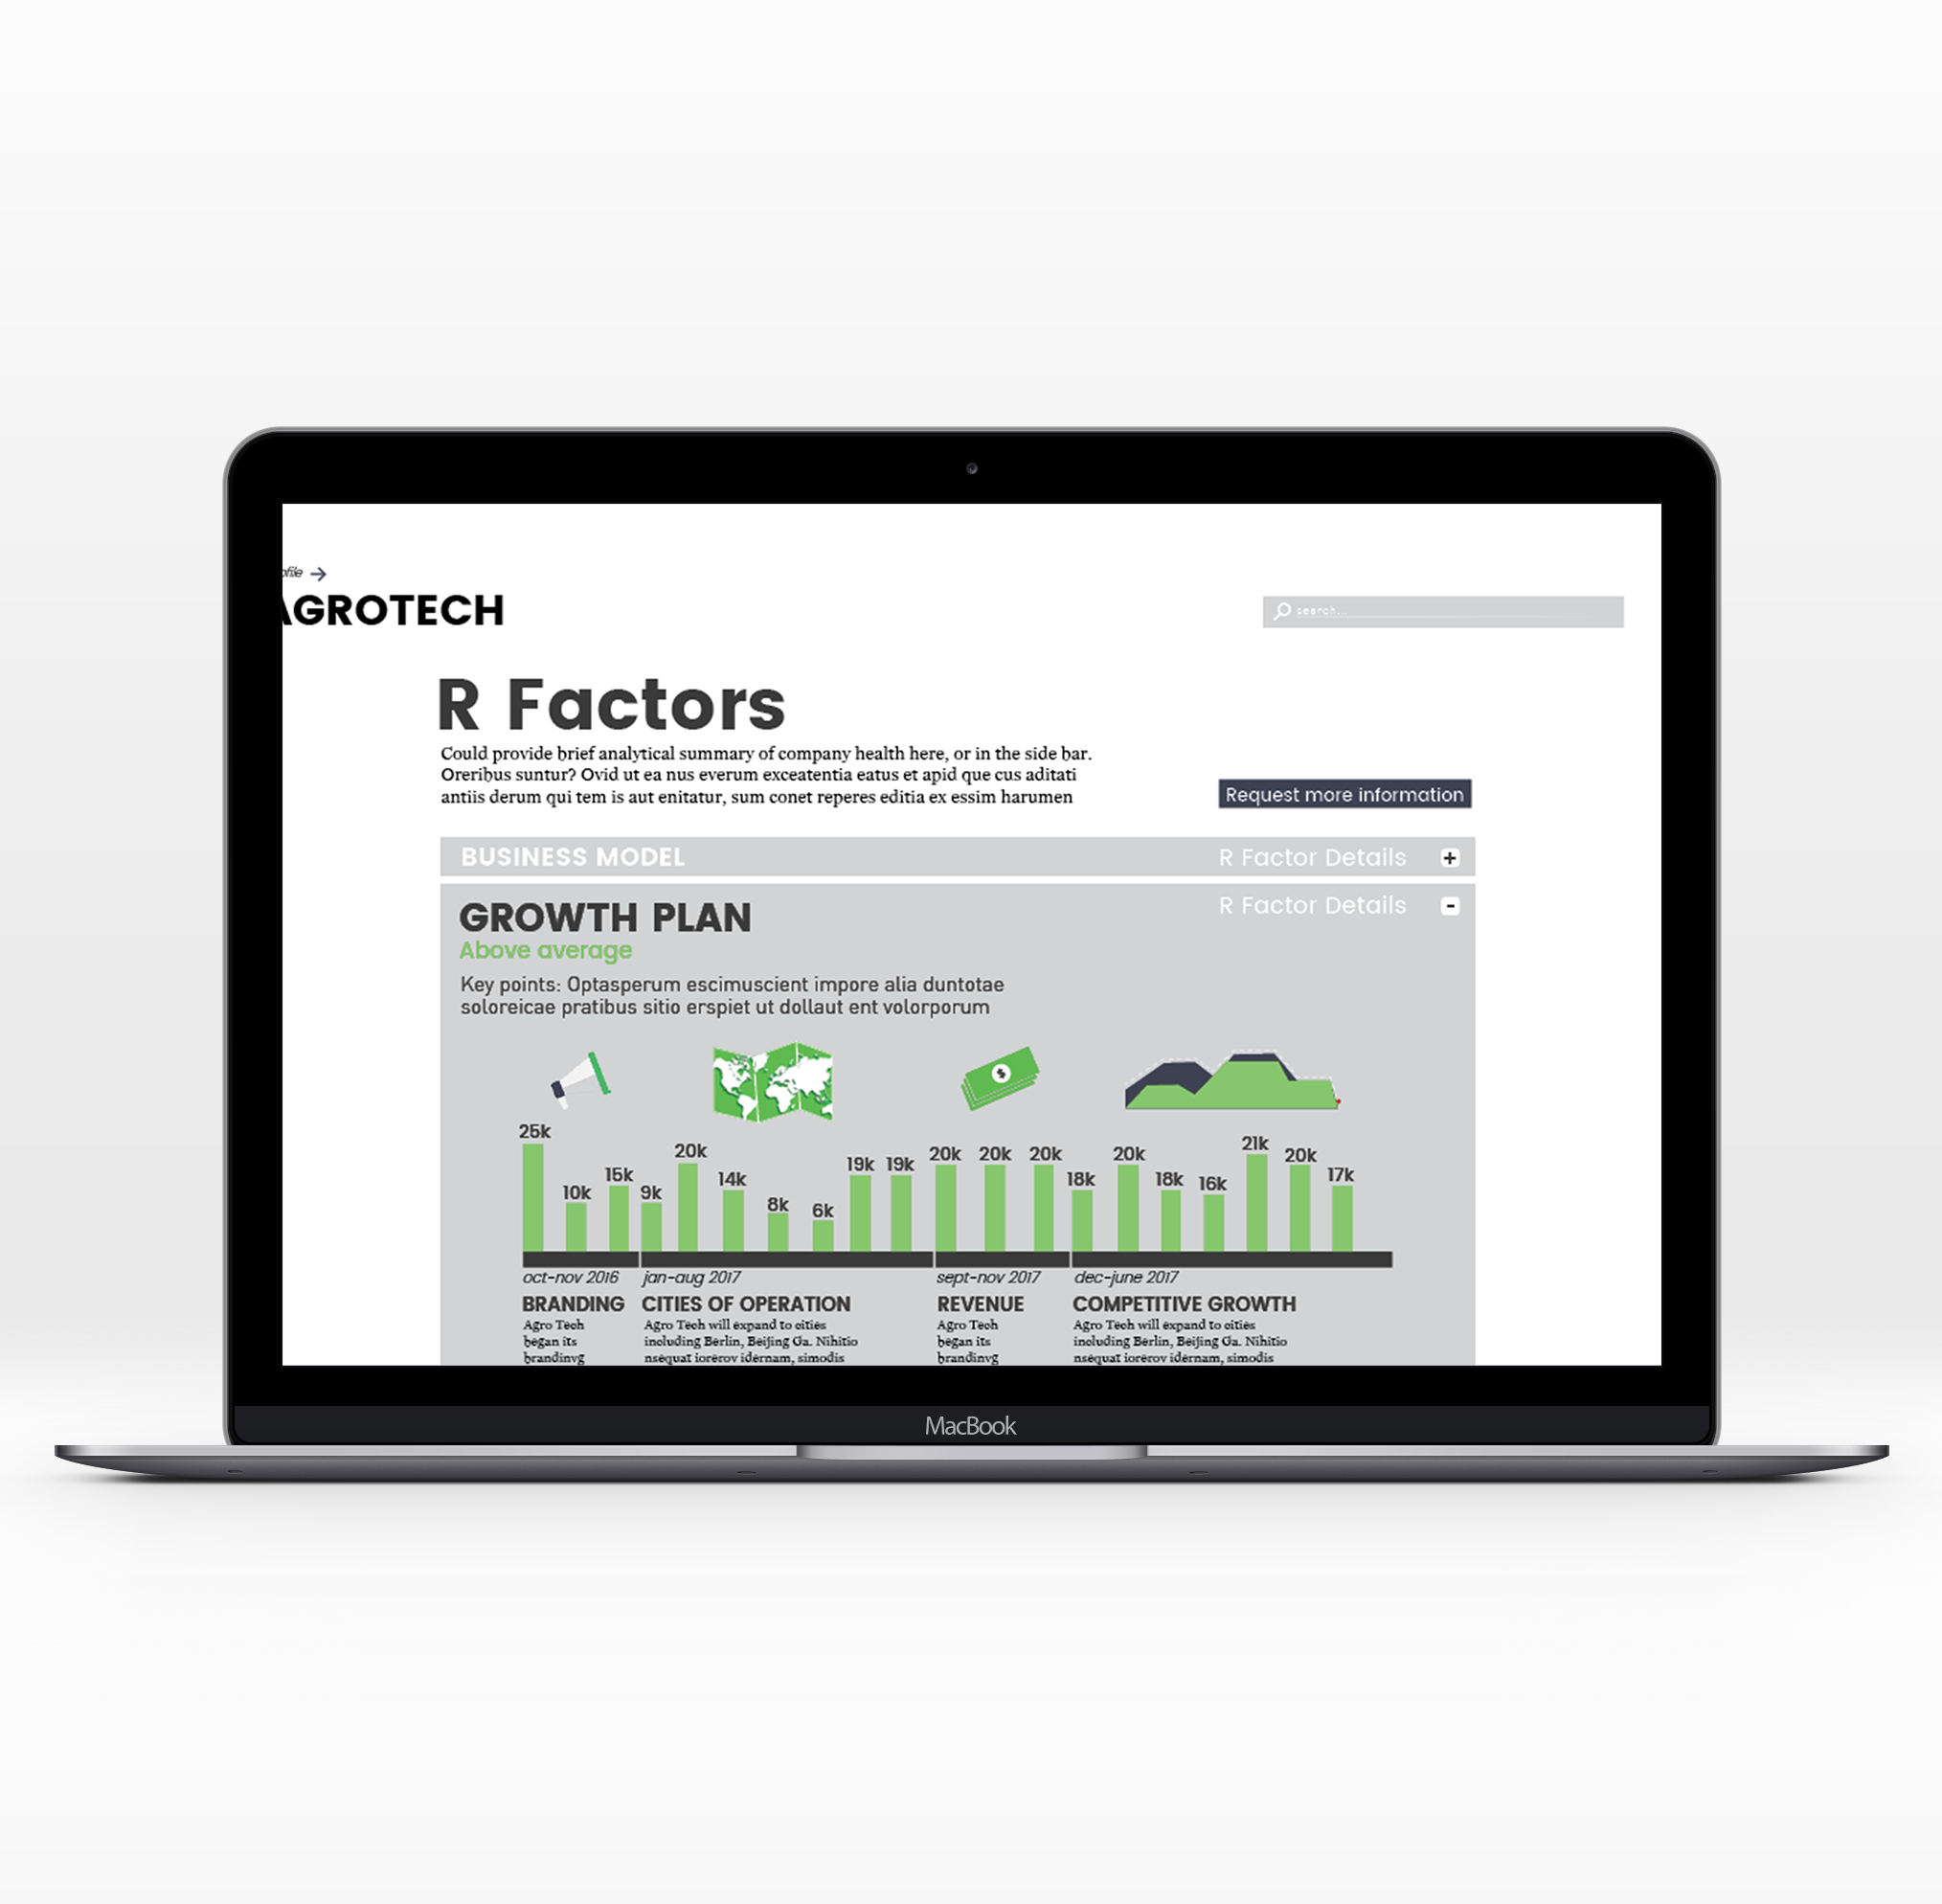 AGROTECH
search...
R Factors
Could provide brief analytical summary of company health here, or in the side bar.
Oreribus suntur? Ovid ut ea nus everum exceatentia eatus et apid que cus aditati
antiis derum qui tem is aut enitatur, sum conet reperes editia ex essim harumen
Request more information
BUSINESS MODEL
R Factor Details
+
GROWTH PLAN
R Factor Details
-
Above average
Key points: Optasperum escimuscient impore alia duntotae
soloreicae pratibus sitio erspiet ut dollaut ent volorporum
$
25k 10k 15k 9k 20k 14k 8k 6k 19k 19k 20k 20k 20k 18k 20k 18k 16k 21k 20k 17k
oct-nov 2016
BRANDING
Agro Tech
began its
brandinvg
jan-aug 2017
CITIES OF OPERATION
Agro Tech will expand to cities
including Berlin, Beijing Ga. Nihitio
nsequat iorerov idernam, simodis
sept-nov 2017
REVENUE
Agro Tech
began its
brandinvg
dec-june 2017
COMPETITIVE GROWTH
Agro Tech will expand to cities
including Berlin, Beijing Ga. Nihitio
nsequat iorerov idernam, simodis
MacBook